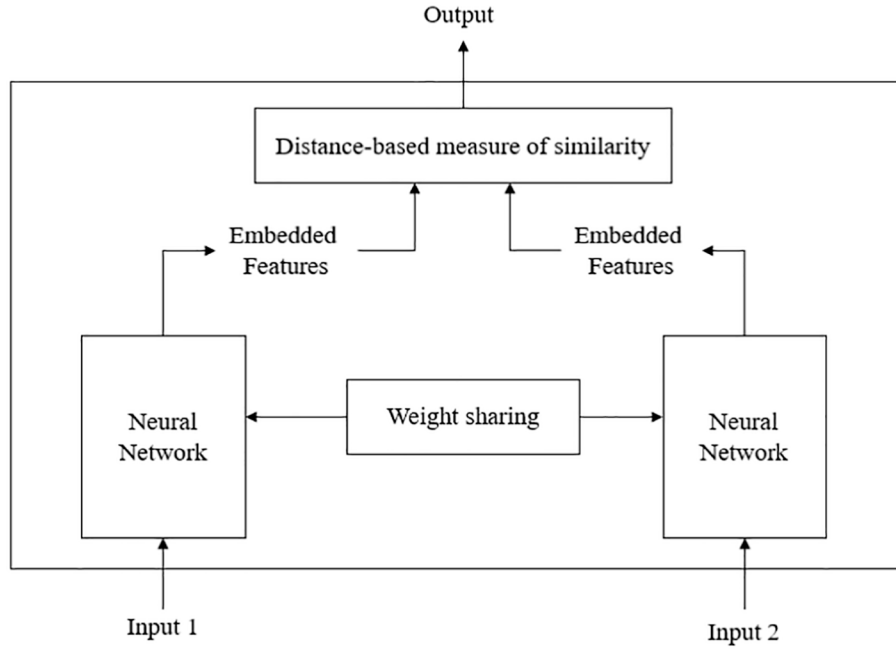 Output
Distance-based measure of similarity
Embedded
Features
Embedded
Features
Neural
Network
Weight sharing
Neural
Network
Input 1
Input 2